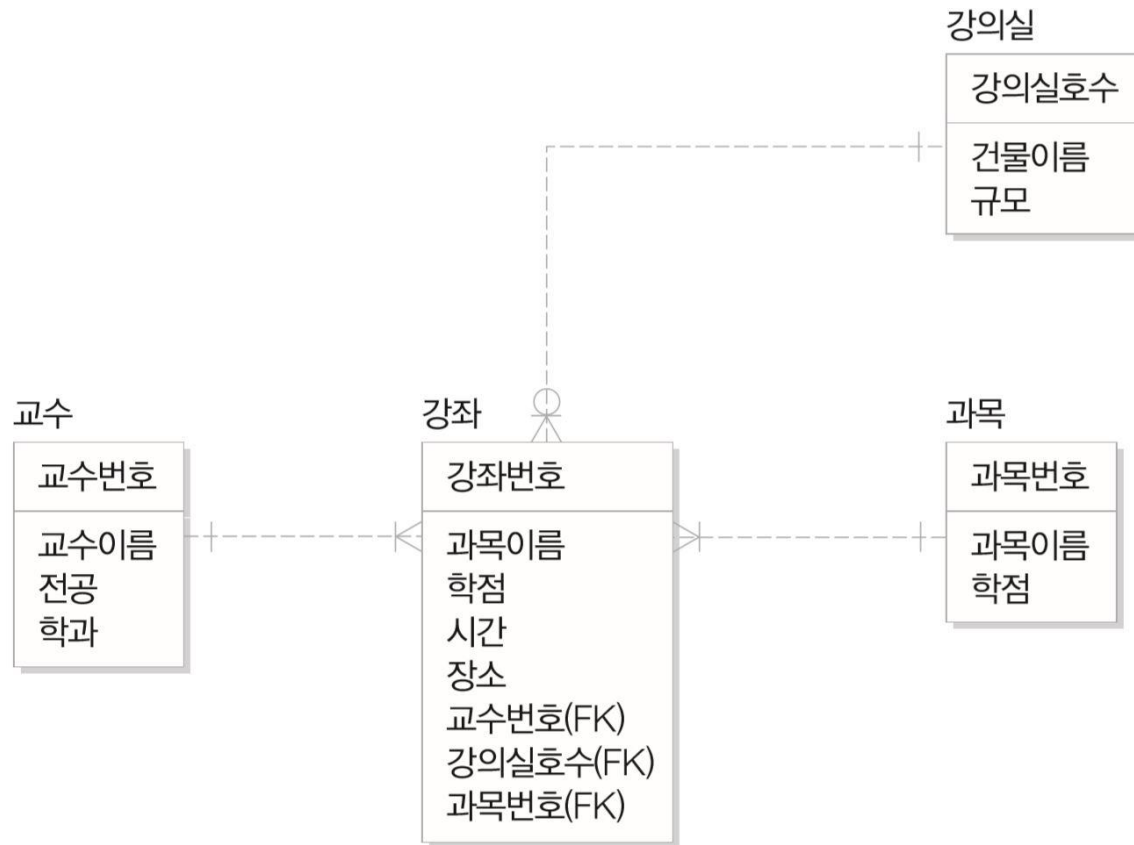 강의실
강의실호수
건물이름
규모
교수
교수번호
교수이름
전공
학과
강좌
강좌번호
과목이름
학점
시간
장소
교수번호(FK)
강의실호수(FK)
과목번호(FK)
과목
과목번호
과목이름
학점